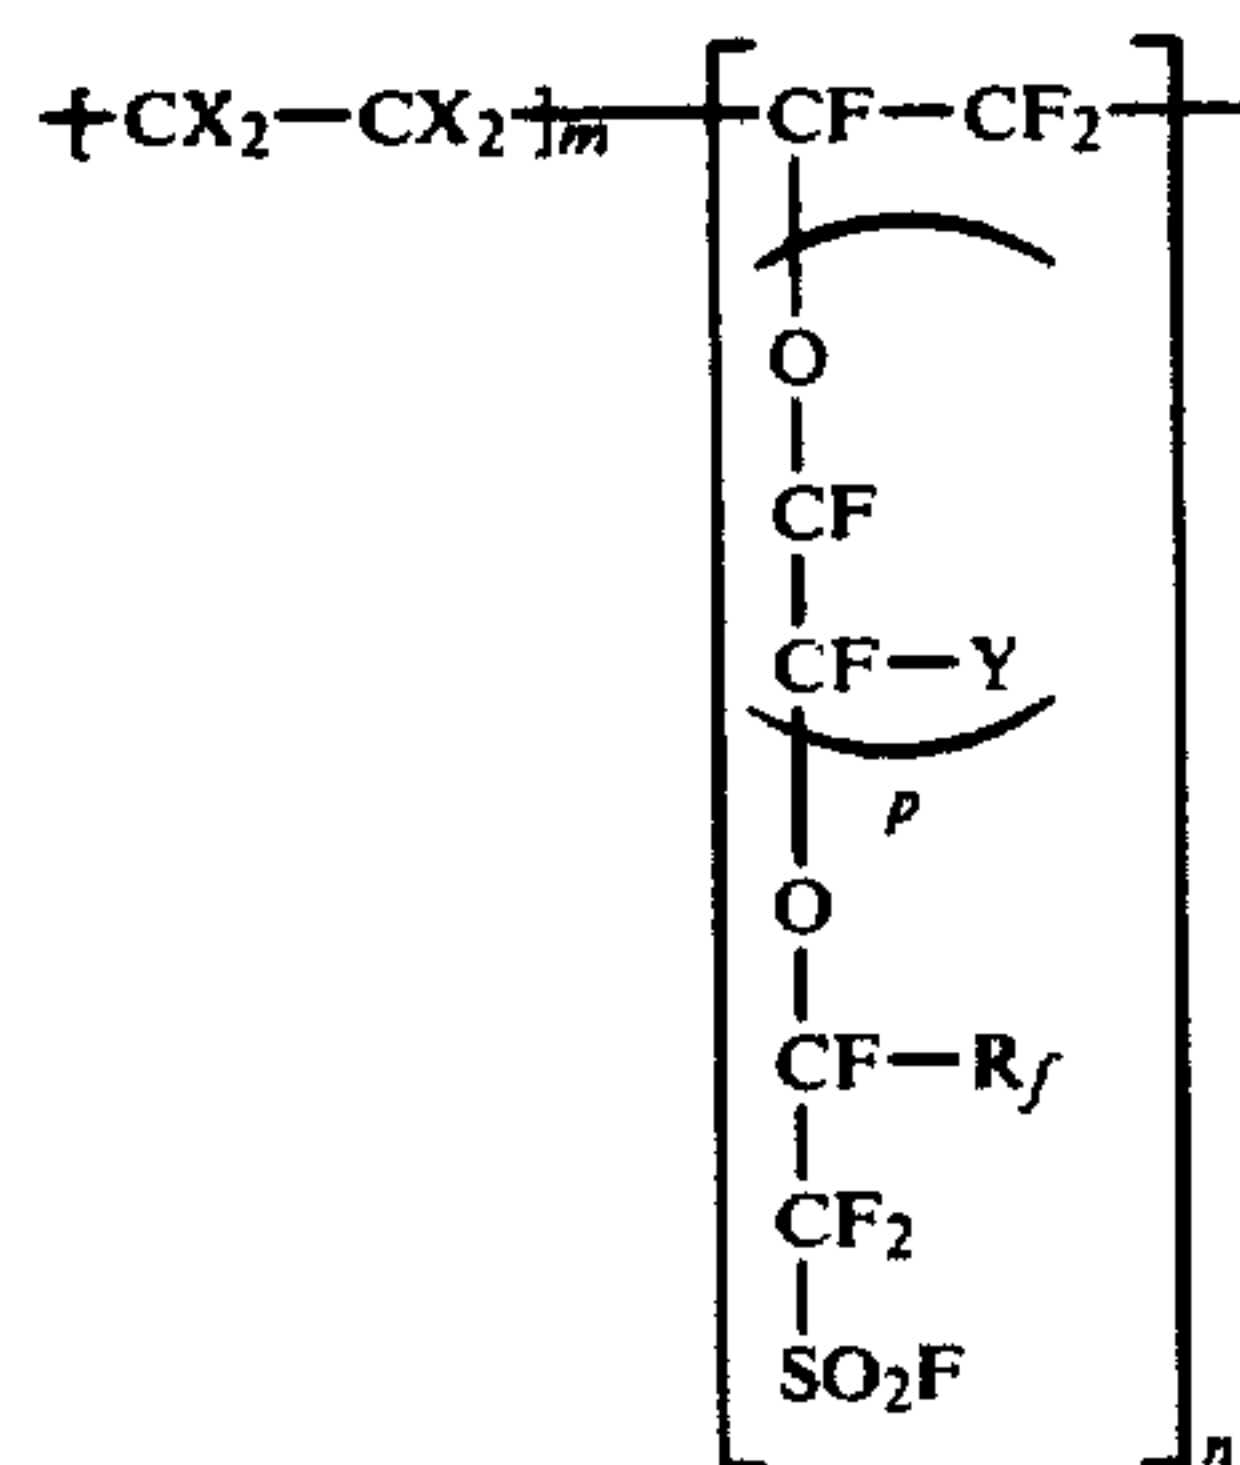 [CX₂—CX₂]m—[CF—CF₂—
O
CF
CF—Y
p
O
CF—Rf
CF₂
SO₂F
]n